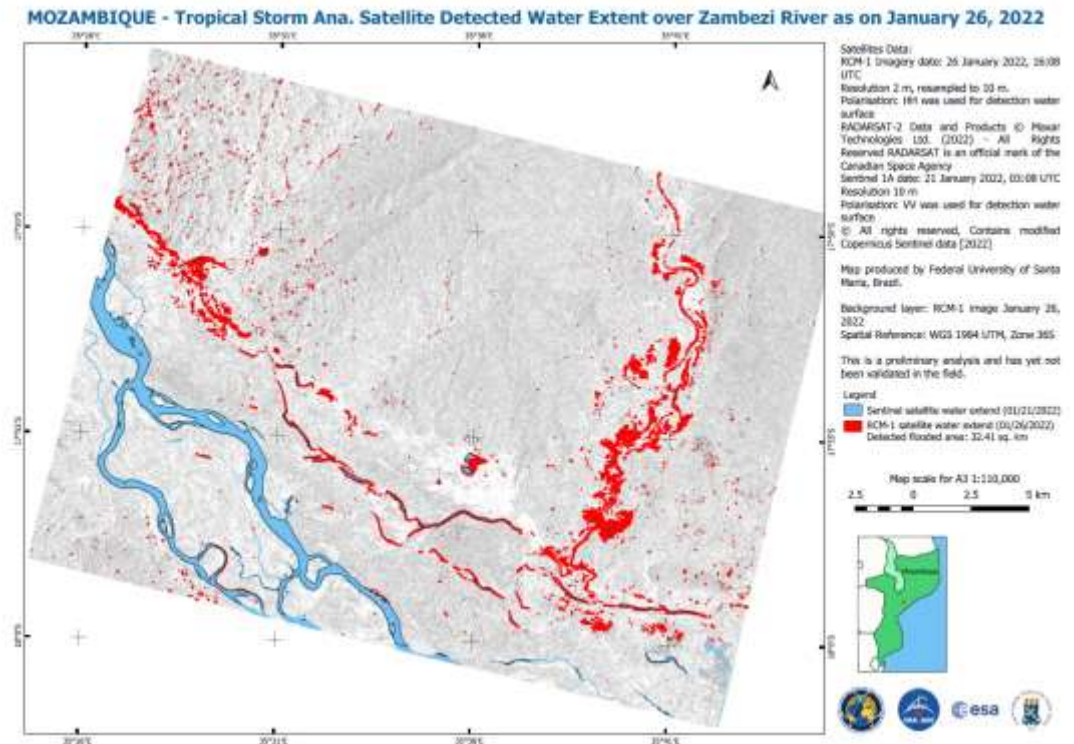 MOZAMBIQUE - Tropical Storm Ana. Satellite Detected Water Extent over Zambezi River as on January 26, 2022
Satellites Data:
RCM-1 Imagery date: 26 January 2022, 16:08
UTC
Resolution 2 m, resampled to 10 m.
Polarisation: HH was used for detection water
surface
RADARSAT-2 Data and Products © Maxar
Technologies Ltd. (2022) - All Rights
Reserved RADARSAT is an official mark of the
Canadian Space Agency
Sentinel 1A date: 21 January 2022, 03:08 UTC
Resolution 10 m
Polarisation: VV was used for detection water
surface
© All rights reserved, Contains modified
Copernicus Sentinel data [2022]
Map produced by Federal University of Santa
Maria, Brazil.
Background layer: RCM-1 image January 26,
2022
Spatial Reference: WGS 1984 UTM, Zone 36S
This is a preliminary analysis and has yet not
been validated in the field.
Legend
Sentinel satellite water extend (01/21/2022)
RCM-1 satellite water extend (01/26/2022)
Detected flooded area: 32.41 sq. km
Map scale for A3 1:110,000
2.5 0 2.5 5 km
esa